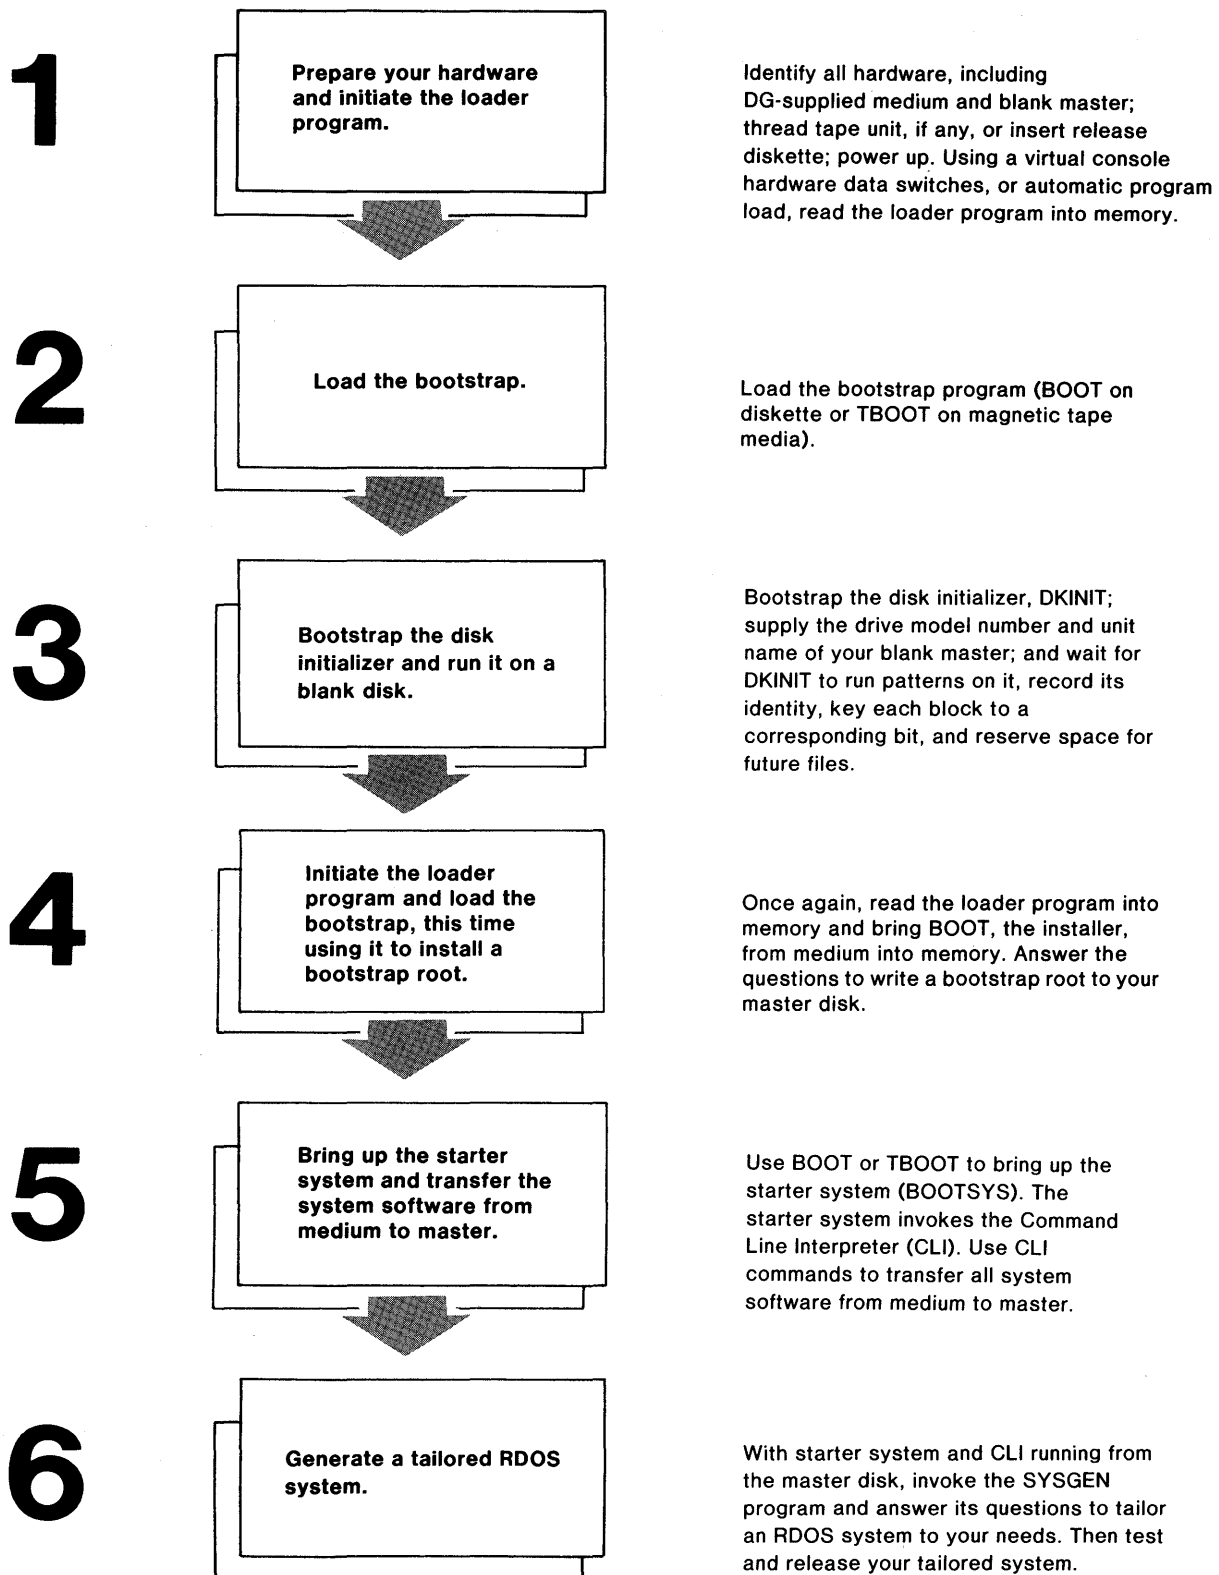 1
Prepare your hardware
and initiate the loader
program.
Identify all hardware, including
DG-supplied medium and blank master;
thread tape unit, if any, or insert release
diskette; power up. Using a virtual console
hardware data switches, or automatic program
load, read the loader program into memory.
2
Load the bootstrap.
Load the bootstrap program (BOOT on
diskette or TBOOT on magnetic tape
media).
3
Bootstrap the disk
initializer and run it on a
blank disk.
Bootstrap the disk initializer, DKINIT;
supply the drive model number and unit
name of your blank master; and wait for
DKINIT to run patterns on it, record its
identity, key each block to a
corresponding bit, and reserve space for
future files.
4
Initiate the loader
program and load the
bootstrap, this time
using it to install a
bootstrap root.
Once again, read the loader program into
memory and bring BOOT, the installer,
from medium into memory. Answer the
questions to write a bootstrap root to your
master disk.
5
Bring up the starter
system and transfer the
system software from
medium to master.
Use BOOT or TBOOT to bring up the
starter system (BOOTSYS). The
starter system invokes the Command
Line Interpreter (CLI). Use CLI
commands to transfer all system
software from medium to master.
6
Generate a tailored RDOS
system.
With starter system and CLI running from
the master disk, invoke the SYSGEN
program and answer its questions to tailor
an RDOS system to your needs. Then test
and release your tailored system.